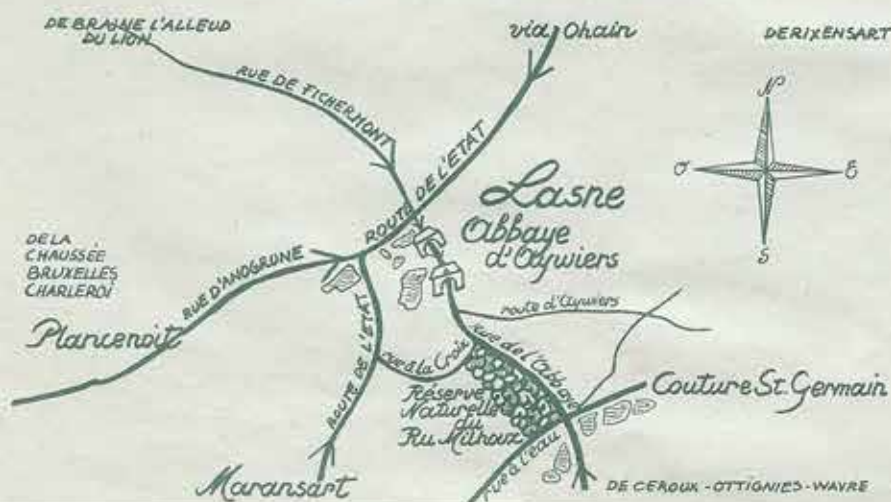 DE BRAINE L'ALLEUD
DU LION
via Ohain
DERIXENSART
RUE DE FICHERMONT
ROUTE DE L'ETAT
N
O
E
S
Lasne
Abbaye
d'Aywiers
DE LA
CHAUSSÉE
BRUXELLES
CHARLEROI
RUE D'ANOGRUNE
Plancenoit
ROUTE DE L'ETAT
route d'Aywiers
rue à la Croix
rue de l'Abbaye
Réserve
Naturelle
du
Ru Milhoux
Couture St. Germain
rue à l'eau
Maransart
DE CEROUX-OTTIGNIES-WAVRE